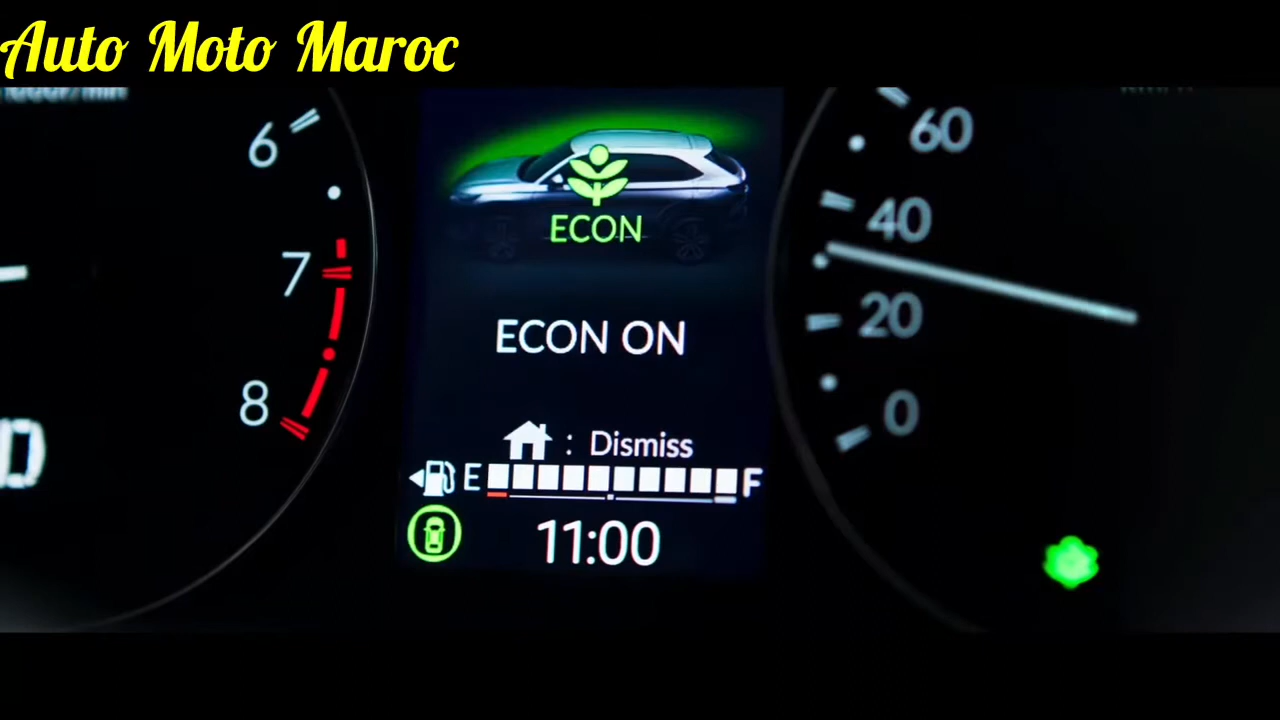 Auto Moto Maroc
6
7
8
D
ECON
ECON ON
: Dismiss
E F
11:00
60
40
20
0